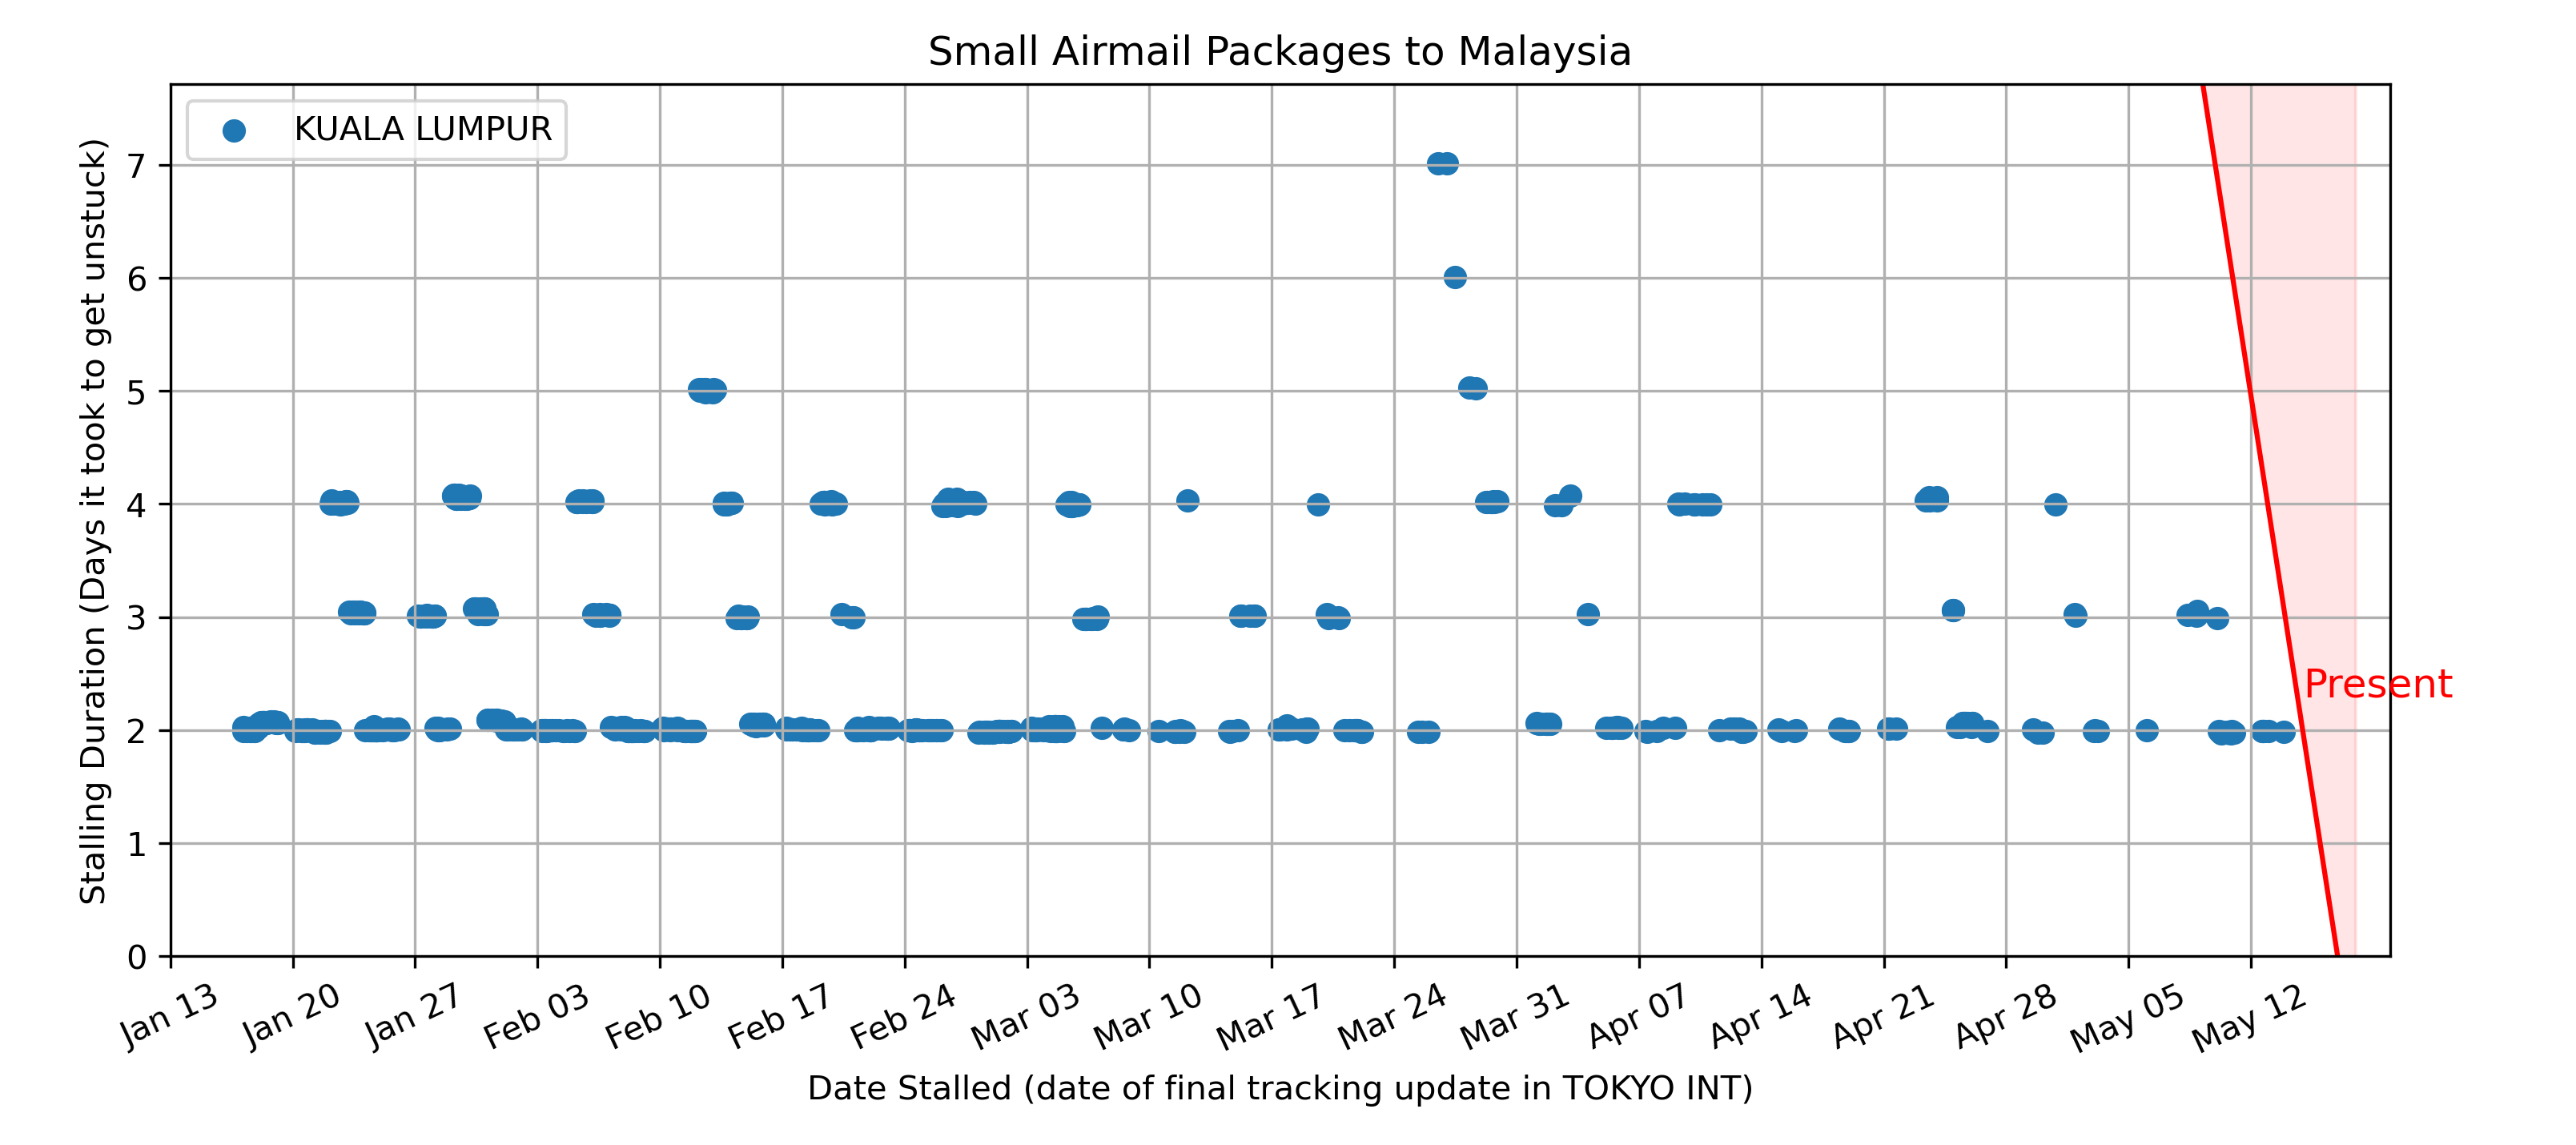 Small Airmail Packages to Malaysia
KUALA LUMPUR
Stalling Duration (Days it took to get unstuck)
7
6
5
4
3
2
1
0
Present
Jan 13
Jan 20
Jan 27
Feb 03
Feb 10
Feb 17
Feb 24
Mar 03
Mar 10
Mar 17
Mar 24
Mar 31
Apr 07
Apr 14
Apr 21
Apr 28
May 05
May 12
Date Stalled (date of final tracking update in TOKYO INT)